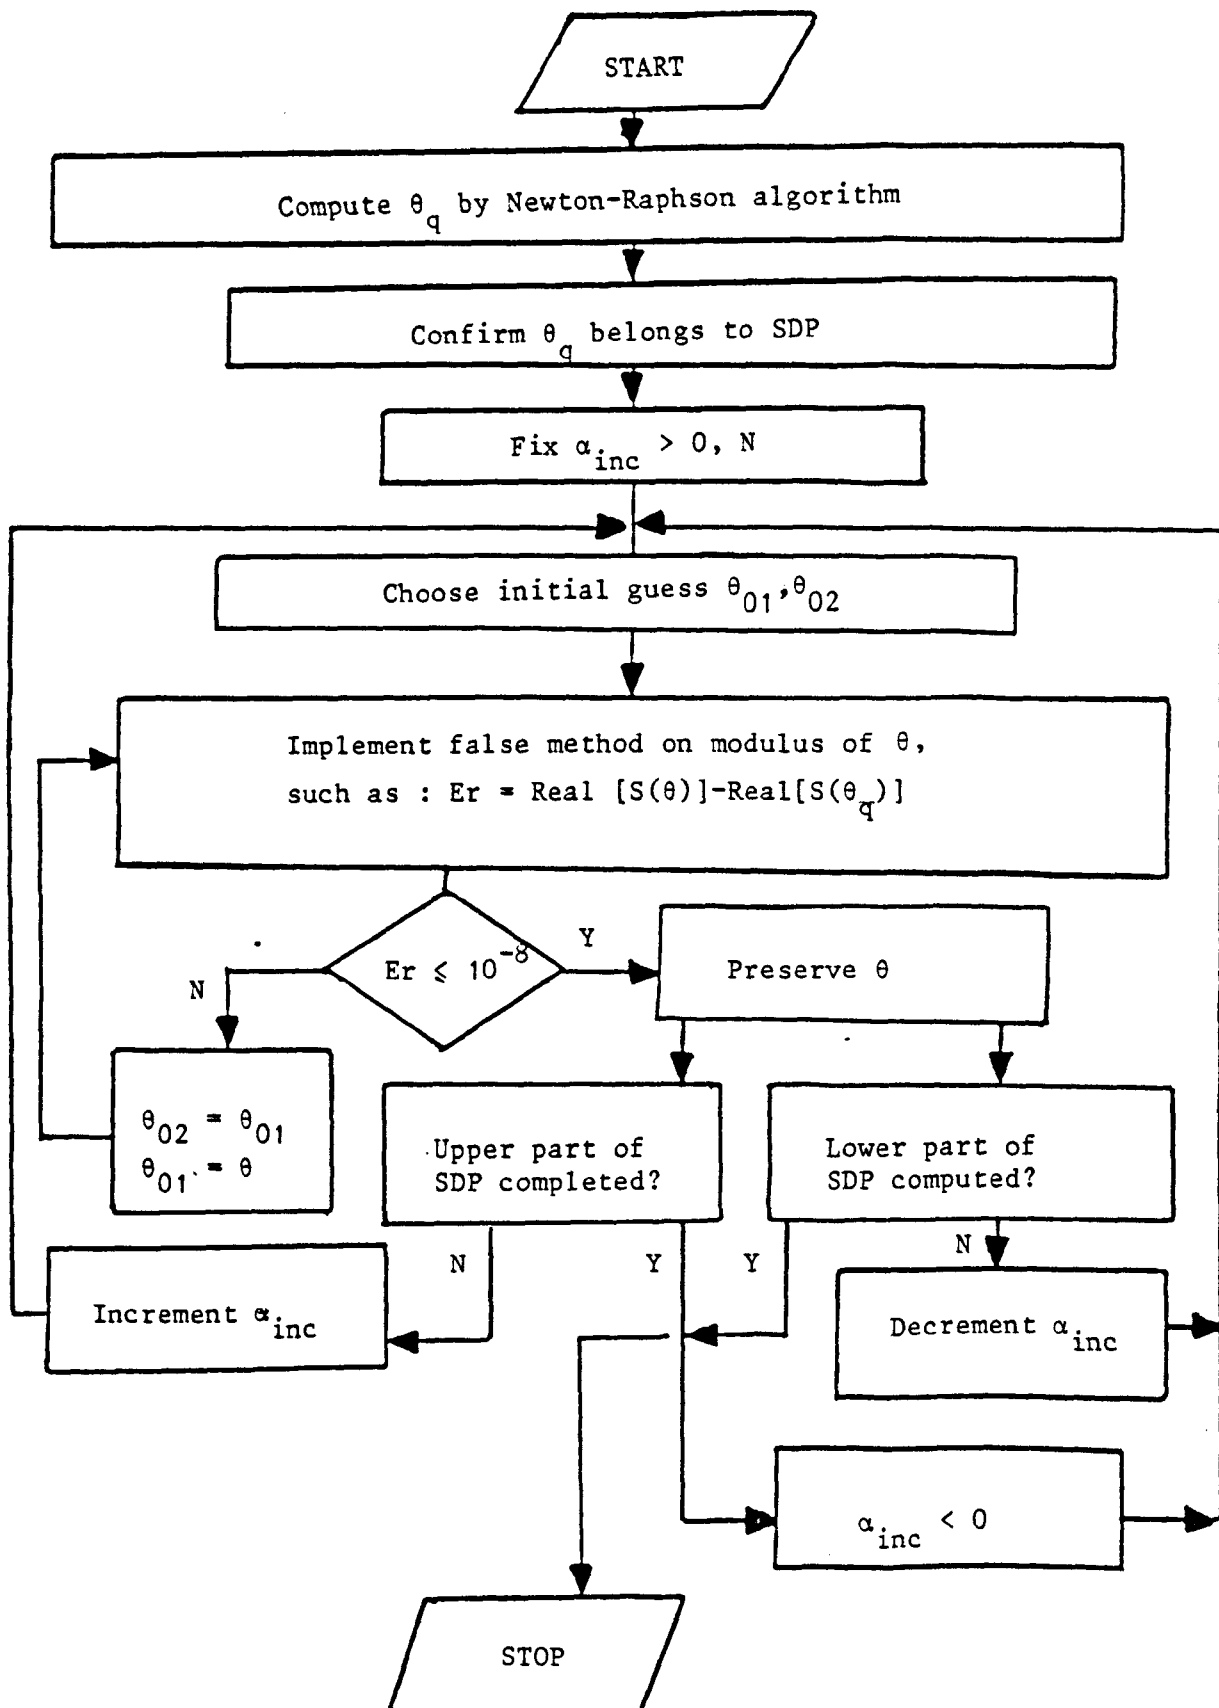 START
Compute θq by Newton-Raphson algorithm
Confirm θq belongs to SDP
Fix αinc > 0, N
Choose initial guess θ01,θ02
Implement false method on modulus of θ,
such as : Er = Real [S(θ)]-Real[S(θq)]
Er ⩽ 10-8
Y
N
Preserve θ
θ02 = θ01
θ01 = θ
Upper part of
SDP completed?
Lower part of
SDP computed?
N
Y
Y
N
Increment αinc
Decrement αinc
αinc < 0
STOP